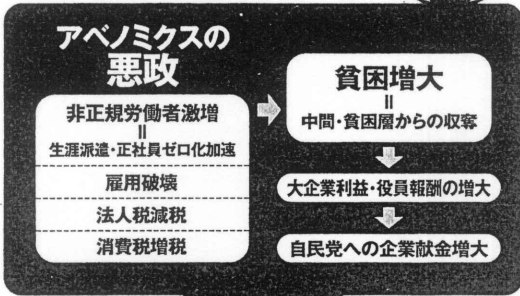 アベノミクスの
悪政
非正規労働者激増
=
生涯派遣・正社員ゼロ化加速
雇用破壊
法人税減税
消費税増税
貧困増大
=
中間・貧困層からの収奪
大企業利益・役員報酬の増大
自民党への企業献金増大